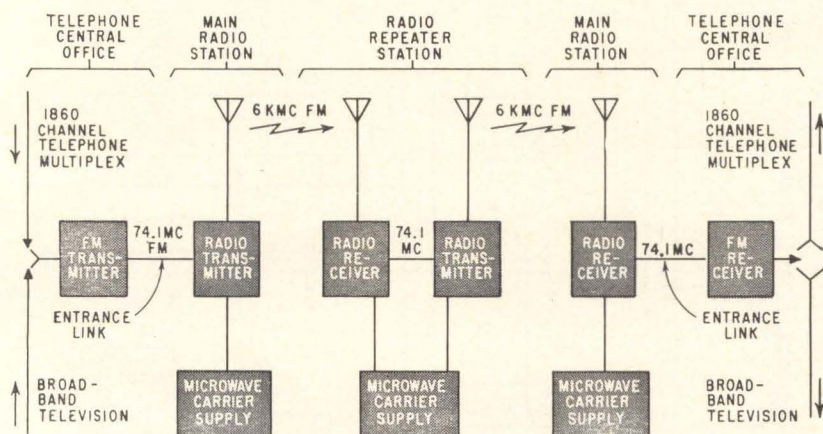 TELEPHONE
CENTRAL
OFFICE
MAIN
RADIO
STATION
RADIO
REPEATER
STATION
MAIN
RADIO
STATION
TELEPHONE
CENTRAL
OFFICE
1860
CHANNEL
TELEPHONE
MULTIPLEX
6 KMC FM
6 KMC FM
1860
CHANNEL
TELEPHONE
MULTIPLEX
FM
TRANS-
MITTER
74.1MC
FM
RADIO
TRANS-
MITTER
RADIO
RE-
CEIVER
74.1
MC
RADIO
TRANS-
MITTER
RADIO
RE-
CEIVER
74.1MC
FM
RE-
CEIVER
ENTRANCE
LINK
ENTRANCE
LINK
BROAD-
BAND
TELEVISION
MICROWAVE
CARRIER
SUPPLY
MICROWAVE
CARRIER
SUPPLY
MICROWAVE
CARRIER
SUPPLY
BROAD-
BAND
TELEVISION